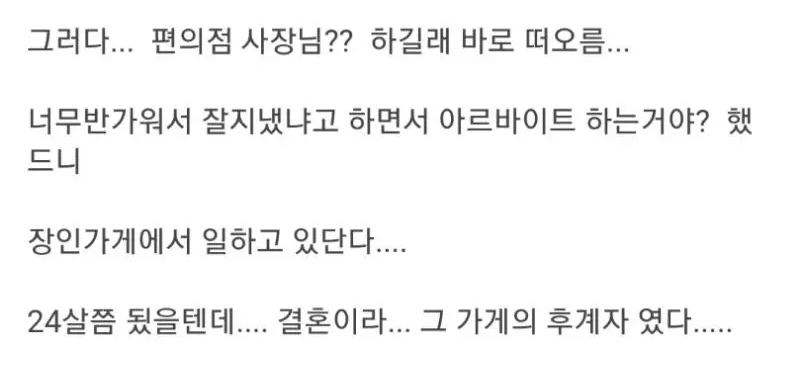 그러다... 편의점 사장님?? 하길래 바로 떠오름...
너무반가워서 잘지냈냐고 하면서 아르바이트 하는거야? 했
드니
장인가게에서 일하고 있단다....
24살쯤 됬을텐데.... 결혼이라... 그 가게의 후계자 였다.....